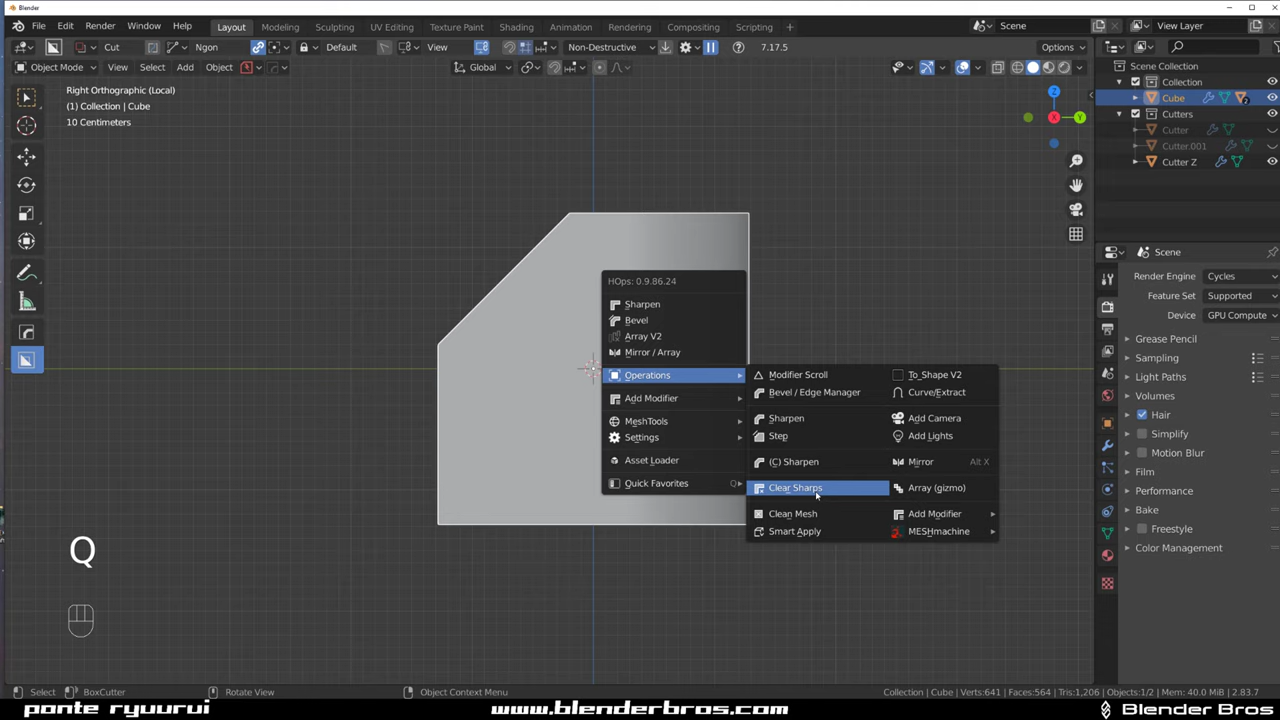 Blender
File Edit Render Window Help Layout Modeling Sculpting UV Editing Texture Paint Shading Animation Rendering Compositing Scripting Scene View Layer
Cut Ngon Default View Non-Destructive 7.17.5 Options
Object Mode View Select Add Object Global
Right Orthographic (Local)
(1) Collection | Cube
10 Centimeters
Z
X
Y
Scene Collection
Collection
Cube
Cutters
Cutter
Cutter.001
Cutter Z
HOps: 0.9.86.24
Sharpen
Bevel
Array V2
Mirror / Array
Operations
Add Modifier
MeshTools
Settings
Asset Loader
Quick Favorites Q
Modifier Scroll To_Shape V2
Bevel / Edge Manager Curve/Extract
Sharpen Add Camera
Step Add Lights
(C) Sharpen Mirror Alt X
Clear Sharps Array (gizmo)
Clean Mesh Add Modifier
Smart Apply MESHmachine
Scene
Render Engine Cycles
Feature Set Supported
Device GPU Compute
Grease Pencil
Sampling
Light Paths
Volumes
Hair
Simplify
Motion Blur
Film
Performance
Bake
Freestyle
Color Management
Q
Select BoxCutter Rotate View Object Context Menu Collection | Cube | Verts:641 | Faces:564 | Tris:1,206 | Objects:1/2 | Mem: 40.0 MiB | 2.83.7
ponte ryuurui www.blenderbros.com Blender Bros